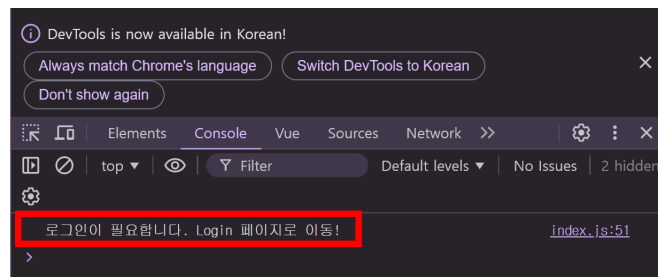 DevTools is now available in Korean!
Always match Chrome's language
Switch DevTools to Korean
Don't show again
Elements Console Vue Sources Network
top Filter Default levels No Issues 2 hidden
로그인이 필요합니다. Login 페이지로 이동! index.js:51